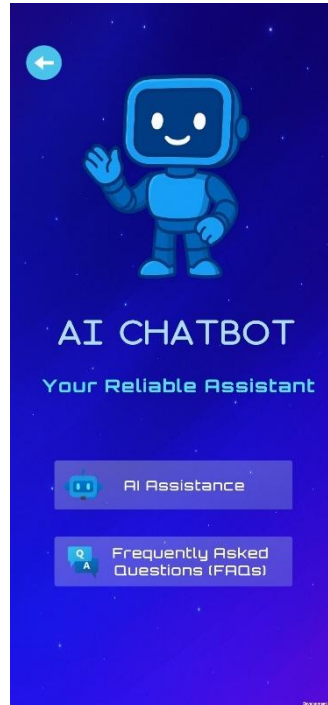 AI CHATBOT
Your Reliable Assistant
AI Assistance
Q
A
Frequently Asked
Questions (FAQs)